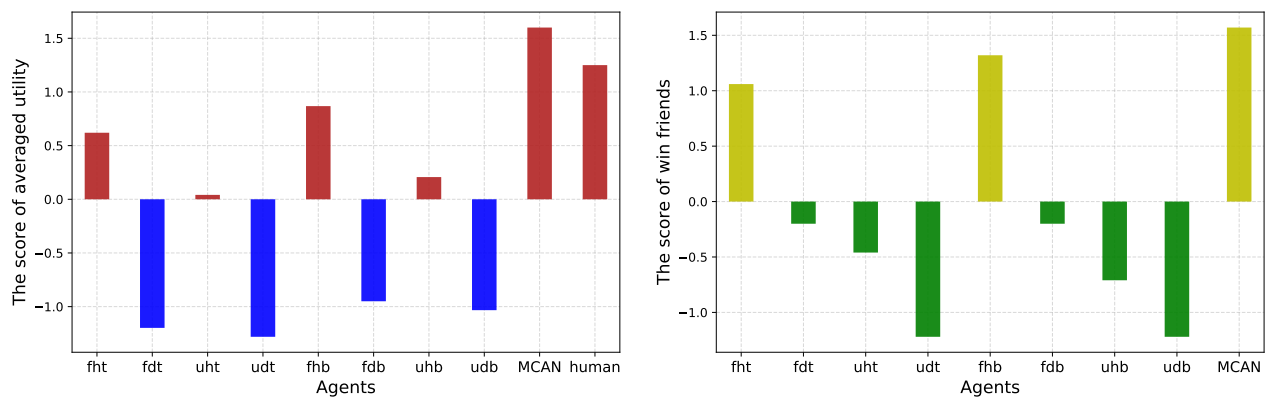 The score of averaged utility
1.5
1.0
0.5
0.0
−0.5
−1.0
fht fdt uht udt fhb fdb uhb udb MCAN human
Agents
The score of win friends
1.5
1.0
0.5
0.0
−0.5
−1.0
fht fdt uht udt fhb fdb uhb udb MCAN
Agents